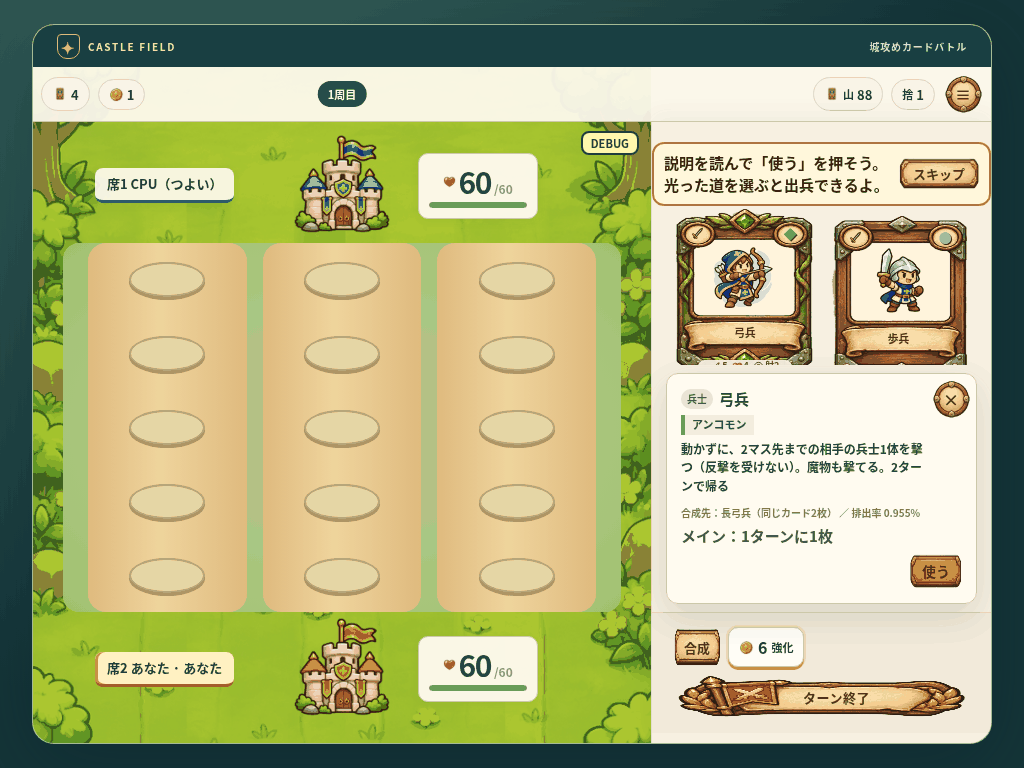 CASTLE FIELD
城攻めカードバトル
4
1
1周目
山 88
捨 1
DEBUG
席1 CPU（つよい）
60/60
説明を読んで「使う」を押そう。
光った道を選ぶと出兵できるよ。
スキップ
弓兵
歩兵
兵士 弓兵
アンコモン
動かずに、2マス先までの相手の兵士1体を撃
つ（反撃を受けない）。魔物も撃てる。2ター
ンで帰る
合成先：長弓兵（同じカード2枚） ／ 排出率 0.955%
メイン：1ターンに1枚
使う
席2 あなた・あなた
60/60
合成
6 強化
ターン終了